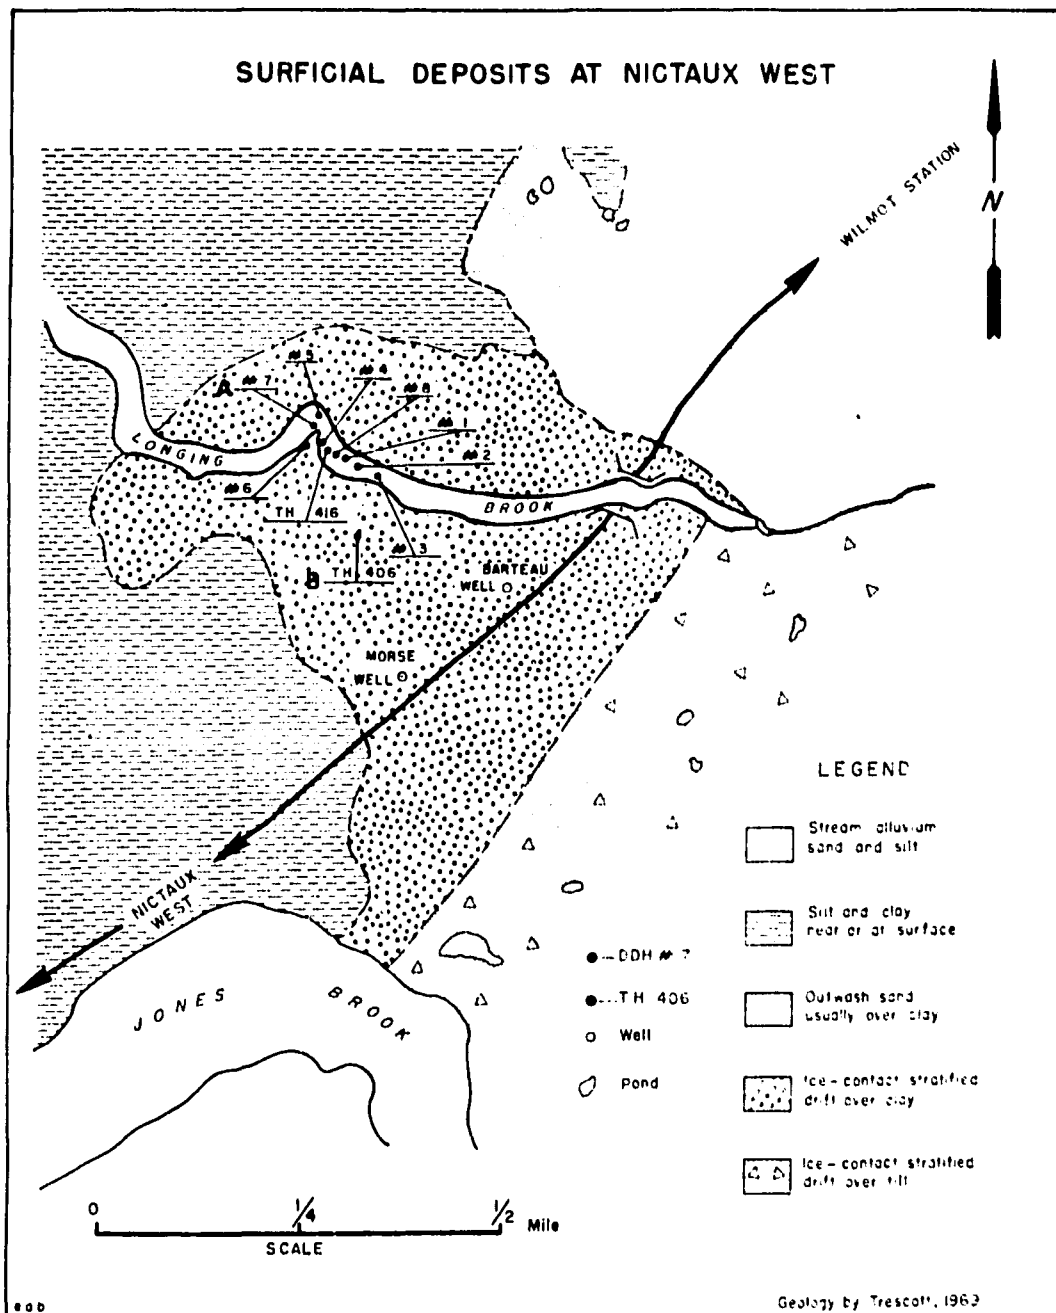 SURFICIAL DEPOSITS AT NICTAUX WEST
WILMOT STATION
N
# 5
# 4
A # 7
# 8
# 1
LONGING
# 2
# 6
BROOK
TH 416
# 3
b TH 406
BARTEAU
WELL
MORSE
WELL
NICTAUX
WEST
JONES BROOK
LEGEND
Stream alluvium
sand and silt
Silt and clay
near or at surface
Outwash sand
usually over clay
Ice-contact stratified
drift over clay
Ice-contact stratified
drift over till
DDH # 7
TH 406
Well
Pond
0 1/4 1/2 Mile
SCALE
Geology by Trescott, 1963